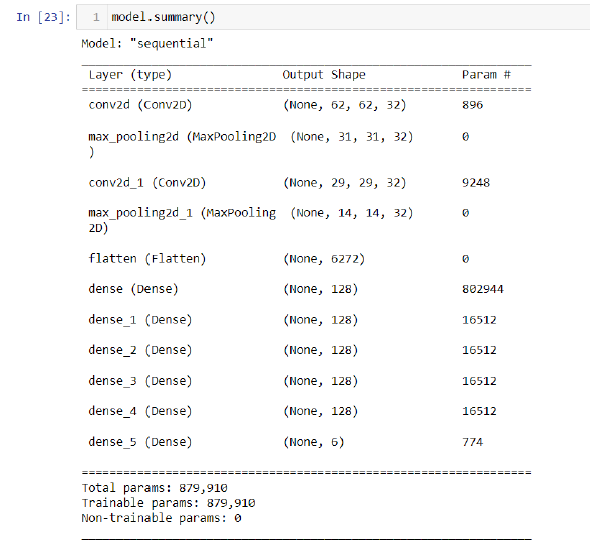 In [23]: 1 model.summary()
Model: "sequential"
Layer (type) Output Shape Param #
=================================================================
conv2d (Conv2D) (None, 62, 62, 32) 896
max_pooling2d (MaxPooling2D (None, 31, 31, 32) 0
)
conv2d_1 (Conv2D) (None, 29, 29, 32) 9248
max_pooling2d_1 (MaxPooling (None, 14, 14, 32) 0
2D)
flatten (Flatten) (None, 6272) 0
dense (Dense) (None, 128) 802944
dense_1 (Dense) (None, 128) 16512
dense_2 (Dense) (None, 128) 16512
dense_3 (Dense) (None, 128) 16512
dense_4 (Dense) (None, 128) 16512
dense_5 (Dense) (None, 6) 774
=================================================================
Total params: 879,910
Trainable params: 879,910
Non-trainable params: 0